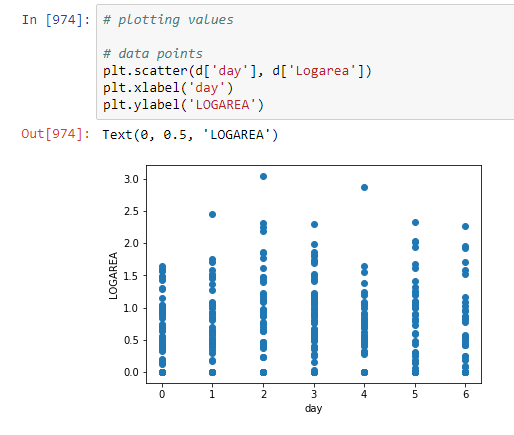 In [974]: # plotting values
# data points
plt.scatter(d['day'], d['Logarea'])
plt.xlabel('day')
plt.ylabel('LOGAREA')
Out[974]: Text(0, 0.5, 'LOGAREA')
3.0
2.5
2.0
1.5
1.0
0.5
0.0
LOGAREA
0 1 2 3 4 5 6
day